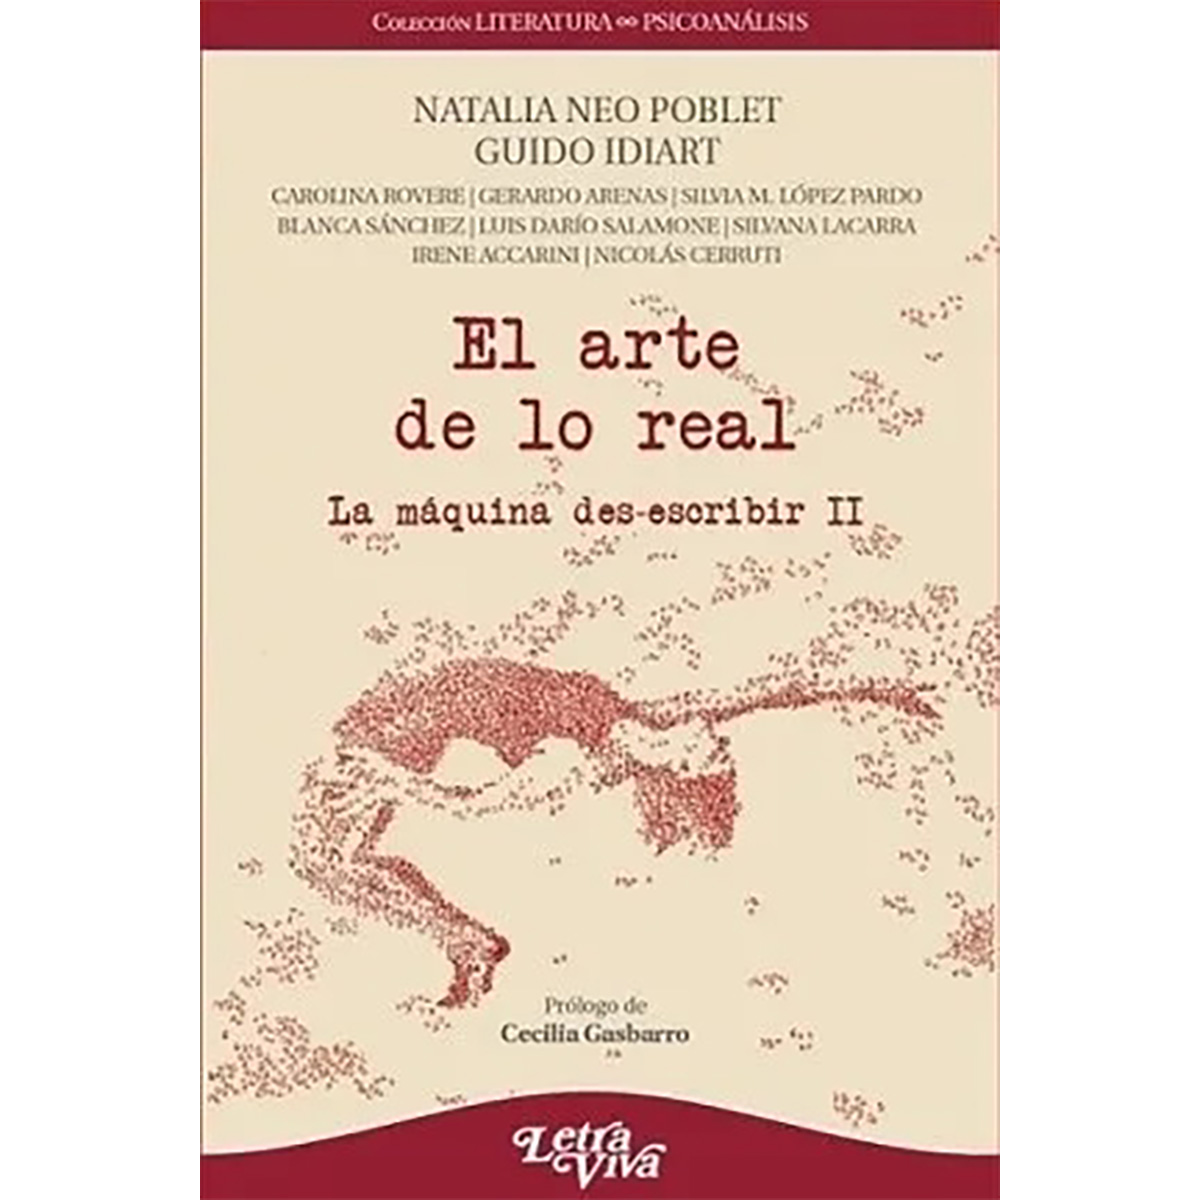 Colección LITERATURA ∞ PSICOANÁLISIS
NATALIA NEO POBLET
GUIDO IDIART
CAROLINA ROVERE | GERARDO ARENAS | SILVIA M. LÓPEZ PARDO
BLANCA SÁNCHEZ | LUIS DARÍO SALAMONE | SILVANA LACARRA
IRENE ACCARINI | NICOLÁS CERRUTI
El arte
de lo real
La máquina des-escribir II
Prólogo de
Cecilia Gasbarro
Letra
Viva